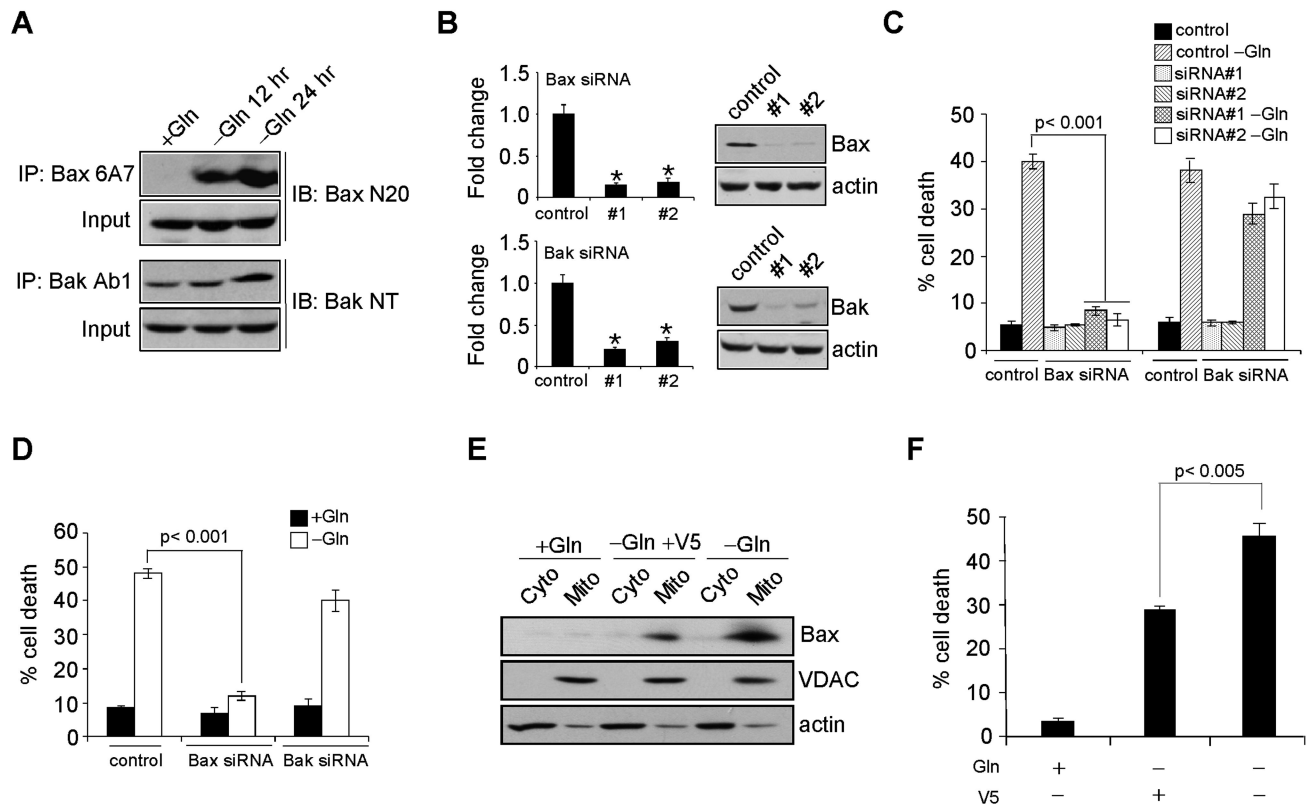 A
+Gln
–Gln 12 hr
–Gln 24 hr
IP: Bax 6A7
Input
IB: Bax N20
IP: Bak Ab1
Input
IB: Bak NT
B
Bax siRNA
Fold change
1.5
1.0
0.5
0
control
#1
#2
*
*
control
#1
#2
Bax
actin
Bak siRNA
Fold change
1.5
1.0
0.5
0
control
#1
#2
*
*
control
#1
#2
Bak
actin
C
control
control –Gln
siRNA#1
siRNA#2
siRNA#1 –Gln
siRNA#2 –Gln
% cell death
50
40
30
20
10
0
p< 0.001
control Bax siRNA
control Bak siRNA
D
+Gln
–Gln
% cell death
60
50
40
30
20
10
0
p< 0.001
control
Bax siRNA
Bak siRNA
E
+Gln
–Gln +V5
–Gln
Cyto
Mito
Cyto
Mito
Cyto
Mito
Bax
VDAC
actin
F
p< 0.005
% cell death
50
40
30
20
10
0
Gln + – –
V5 – + –